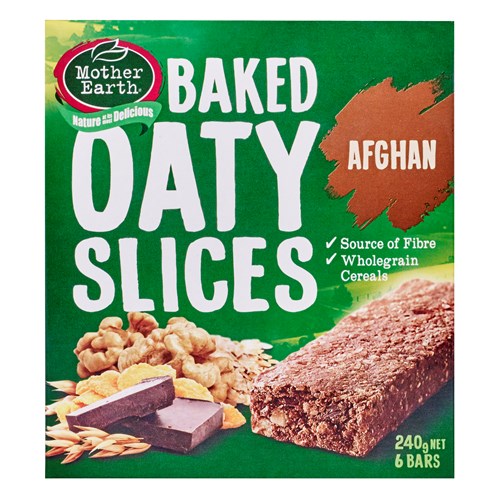 Mother
Earth
Nature at its most Delicious
BAKED
OATY
SLICES
AFGHAN
✓ Source of Fibre
✓ Wholegrain
Cereals
240g NET
6 BARS